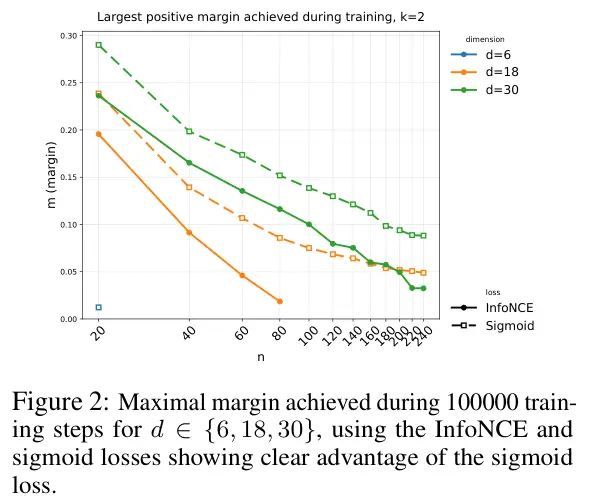 Largest positive margin achieved during training, k=2
0.30
0.25
0.20
0.15
0.10
0.05
0.00
m (margin)
20
40
60
80
100
120
140
160
180
200
220
240
n
dimension
d=6
d=18
d=30
loss
InfoNCE
Sigmoid
Figure 2: Maximal margin achieved during 100000 train-
ing steps for d ∈ {6, 18, 30}, using the InfoNCE and
sigmoid losses showing clear advantage of the sigmoid
loss.